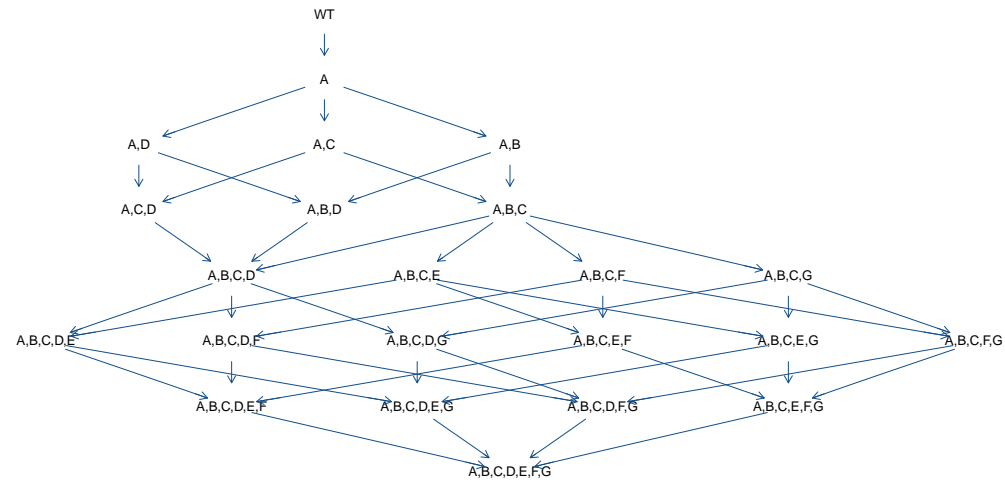 WT
A
A,D A,C A,B
A,C,D A,B,D A,B,C
A,B,C,D A,B,C,E A,B,C,F A,B,C,G
A,B,C,D,E A,B,C,D,F A,B,C,D,G A,B,C,E,F A,B,C,E,G A,B,C,F,G
A,B,C,D,E,F A,B,C,D,E,G A,B,C,D,F,G A,B,C,E,F,G
A,B,C,D,E,F,G